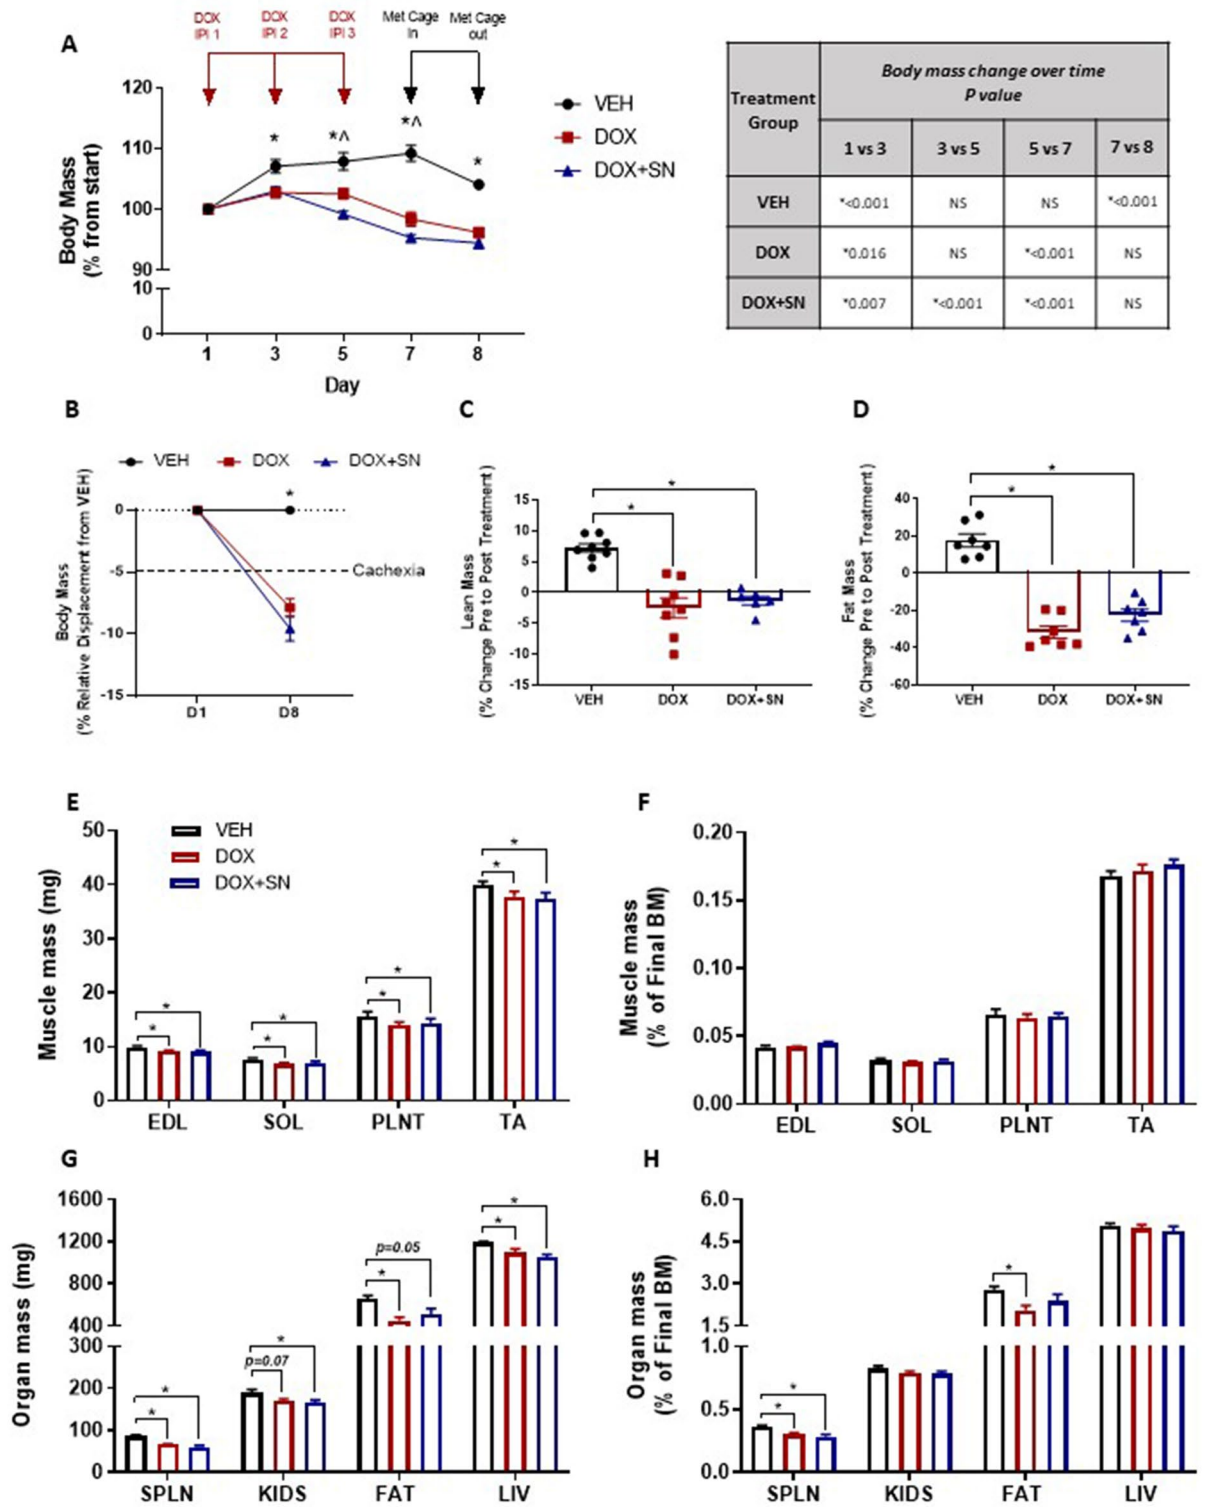 A
DOX
IPI 1
DOX
IPI 2
DOX
IPI 3
Met Cage
in
Met Cage
out
120
110
100
90
10
0
Body Mass
(% from start)
*
*^
*^
*
1
3
5
7
8
Day
VEH
DOX
DOX+SN
Treatment
Group
Body mass change over time
P value
1 vs 3
3 vs 5
5 vs 7
7 vs 8
VEH
*<0.001
NS
NS
*<0.001
DOX
*0.016
NS
*<0.001
NS
DOX+SN
*0.007
*<0.001
*<0.001
NS
B
VEH
DOX
DOX+SN
Body Mass
(% Relative Displacement from VEH)
0
-5
-10
-15
*
Cachexia
D1
D8
C
Lean Mass
(% Change Pre to Post Treatment)
15
10
5
0
-5
-10
-15
*
*
VEH
DOX
DOX+SN
D
Fat Mass
(% Change Pre to Post Treatment)
40
20
0
-20
-40
-60
*
*
VEH
DOX
DOX+SN
E
VEH
DOX
DOX+SN
Muscle mass (mg)
50
40
30
20
10
0
*
*
*
*
*
*
*
*
EDL
SOL
PLNT
TA
F
Muscle mass
(% of Final BM)
0.20
0.15
0.10
0.05
0.00
EDL
SOL
PLNT
TA
G
Organ mass (mg)
1600
1200
800
400
300
200
100
0
*
*
*
p=0.07
p=0.05
*
*
*
SPLN
KIDS
FAT
LIV
H
Organ mass
(% of Final BM)
6.0
4.5
3.0
1.5
1.0
0.5
0.0
*
*
*
SPLN
KIDS
FAT
LIV